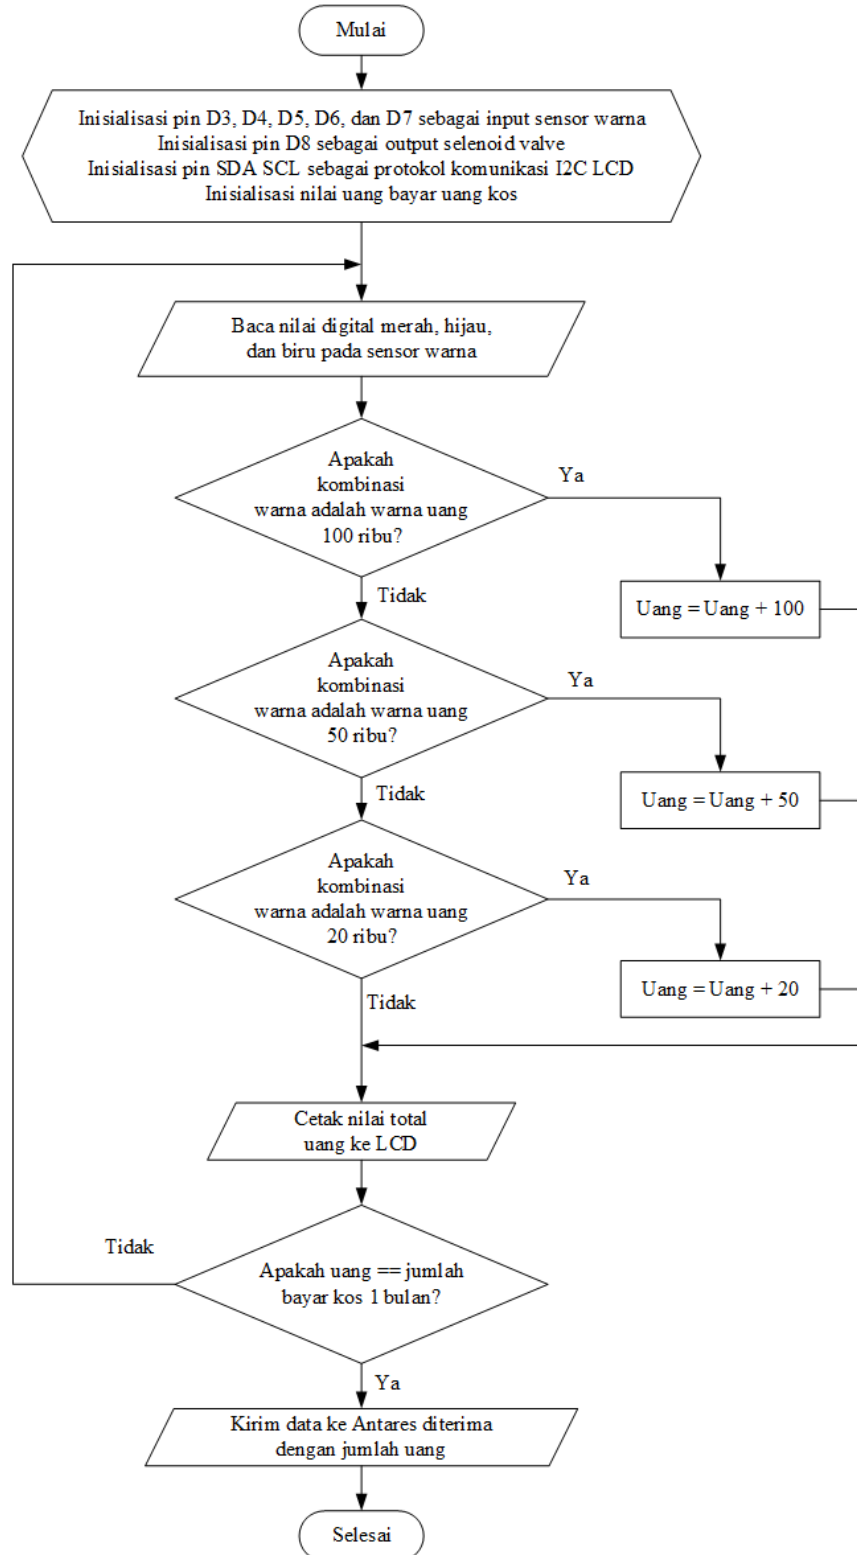 Mulai
Inisialisasi pin D3, D4, D5, D6, dan D7 sebagai input sensor warna
Inisialisasi pin D8 sebagai output selenoid valve
Inisialisasi pin SDA SCL sebagai protokol komunikasi I2C LCD
Inisialisasi nilai uang bayar uang kos
Baca nilai digital merah, hijau,
dan biru pada sensor warna
Apakah
kombinasi
warna adalah warna uang
100 ribu?
Ya
Uang = Uang + 100
Tidak
Apakah
kombinasi
warna adalah warna uang
50 ribu?
Ya
Uang = Uang + 50
Tidak
Apakah
kombinasi
warna adalah warna uang
20 ribu?
Ya
Uang = Uang + 20
Tidak
Cetak nilai total
uang ke LCD
Tidak
Apakah uang == jumlah
bayar kos 1 bulan?
Ya
Kirim data ke Antares diterima
dengan jumlah uang
Selesai